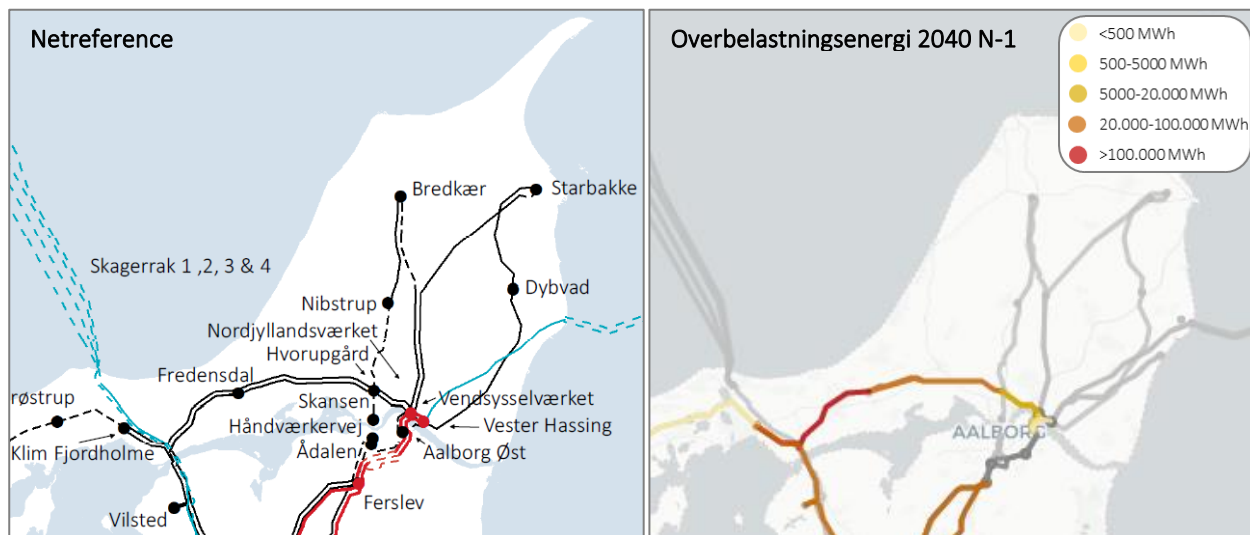 Netreference
Skagerrak 1 ,2, 3 & 4
Bredkær
Starbakke
Dybvad
Nibstrup
Nordjyllandsværket
Hvorupgård
Fredensdal
røstrup
Skansen
Vendsysselværket
Håndværkervej
Vester Hassing
Klim Fjordholme
Ådalen
Aalborg Øst
Ferslev
Vilsted
Overbelastningsenergi 2040 N-1
<500 MWh
500-5000 MWh
5000-20.000 MWh
20.000-100.000 MWh
>100.000 MWh
AALBORG